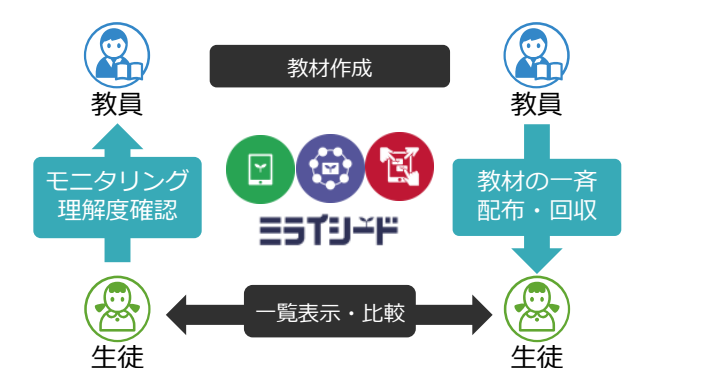 教材作成
教員
教員
モニタリング
理解度確認
教材の一斉
配布・回収
ミライシード
一覧表示・比較
生徒
生徒